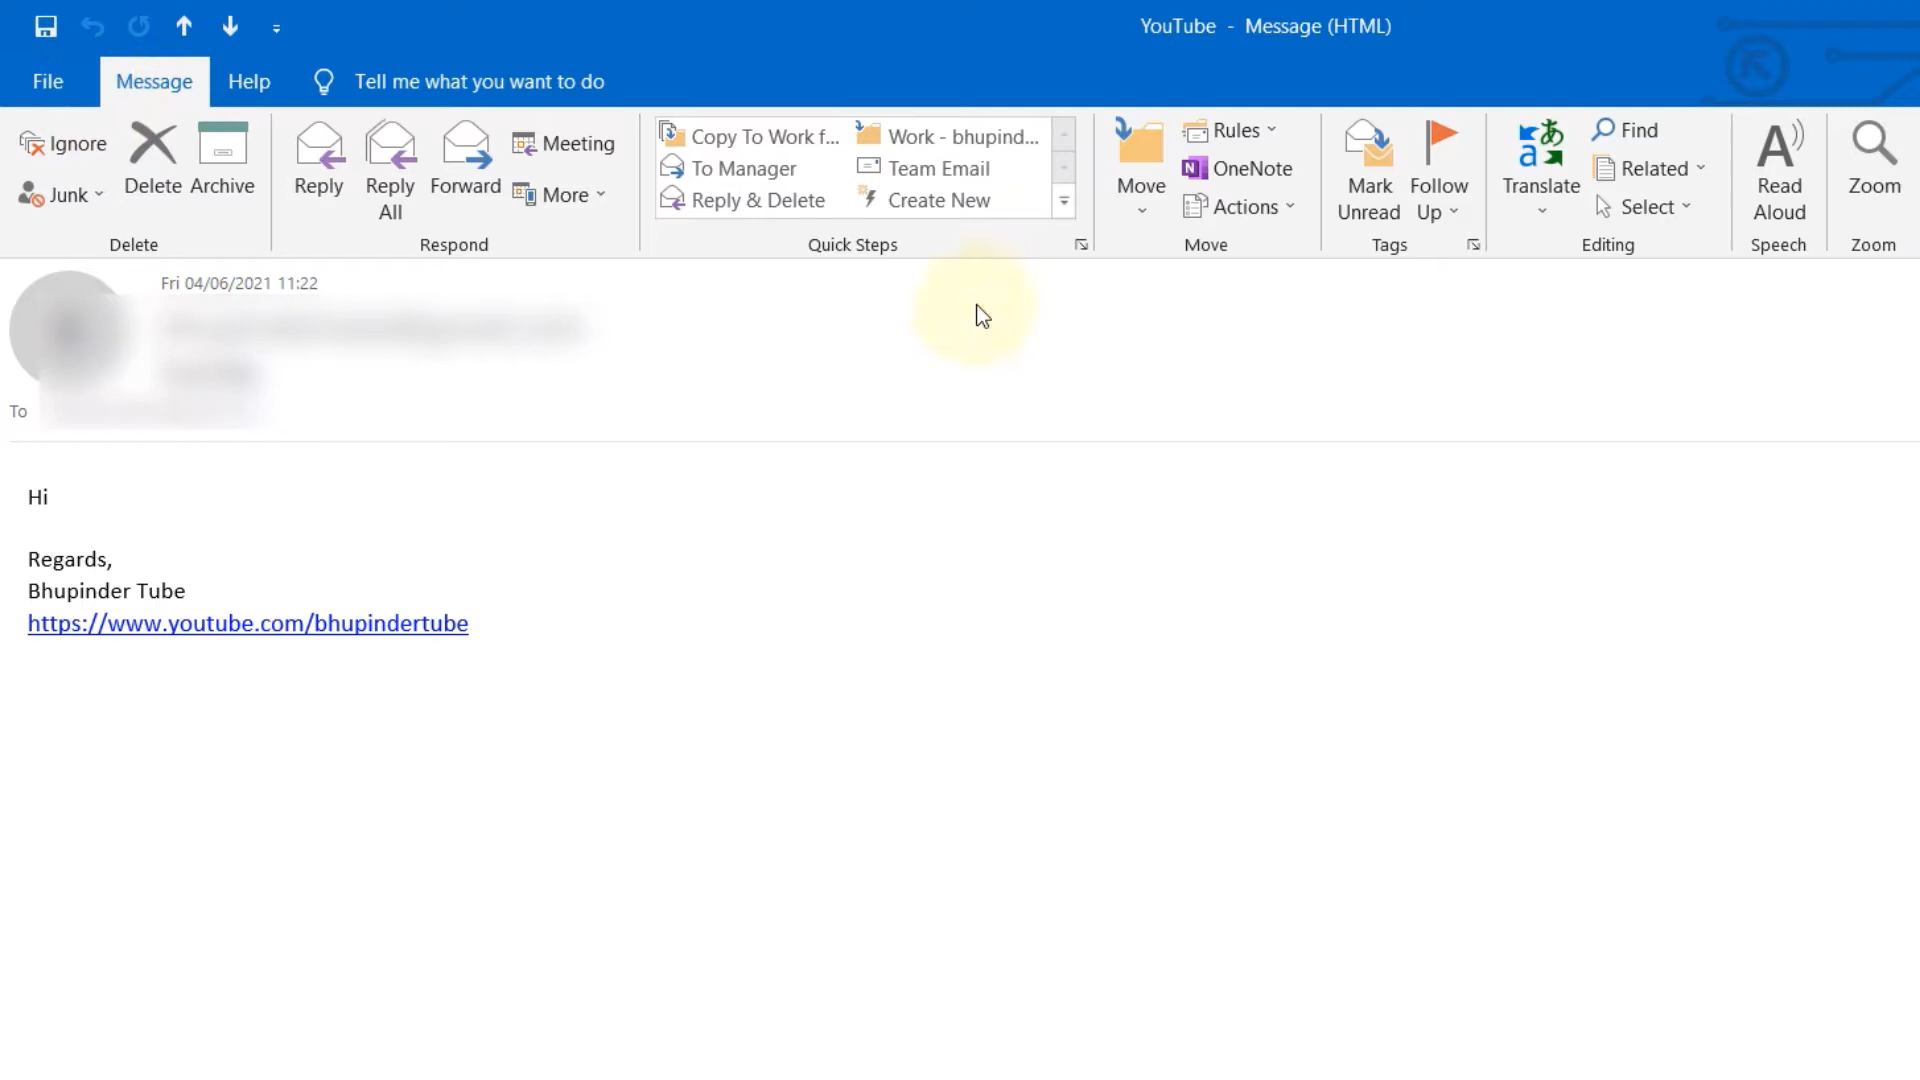 YouTube - Message (HTML)
File Message Help Tell me what you want to do
Ignore
Junk
Delete
Archive
Delete
Reply
Reply All
Forward
Meeting
More
Respond
Copy To Work f...
To Manager
Reply & Delete
Work - bhupind...
Team Email
Create New
Quick Steps
Move
Rules
OneNote
Actions
Move
Mark Unread
Follow Up
Tags
Translate
Find
Related
Select
Editing
Read Aloud
Speech
Zoom
Zoom
Fri 04/06/2021 11:22
To
Hi
Regards,
Bhupinder Tube
https://www.youtube.com/bhupindertube